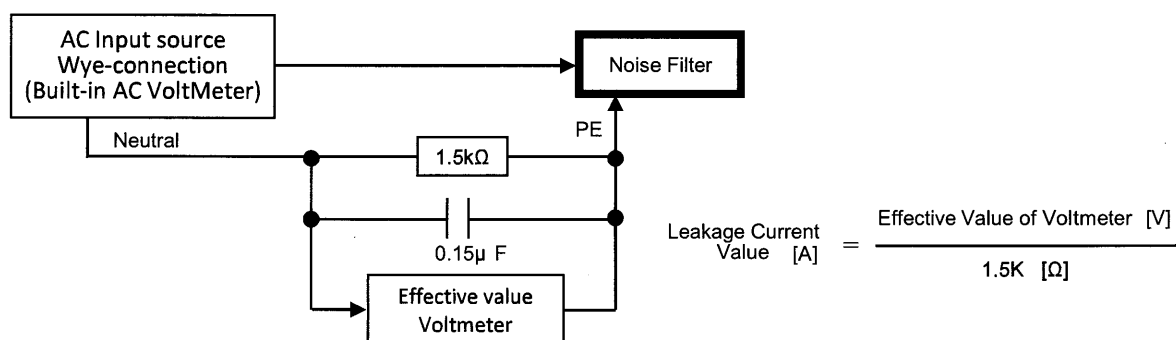 AC Input source
Wye-connection
(Built-in AC VoltMeter)
Noise Filter
Neutral
PE
1.5kΩ
0.15μ F
Effective value
Voltmeter
Leakage Current
Value [A]
=
Effective Value of Voltmeter [V]
1.5K [Ω]